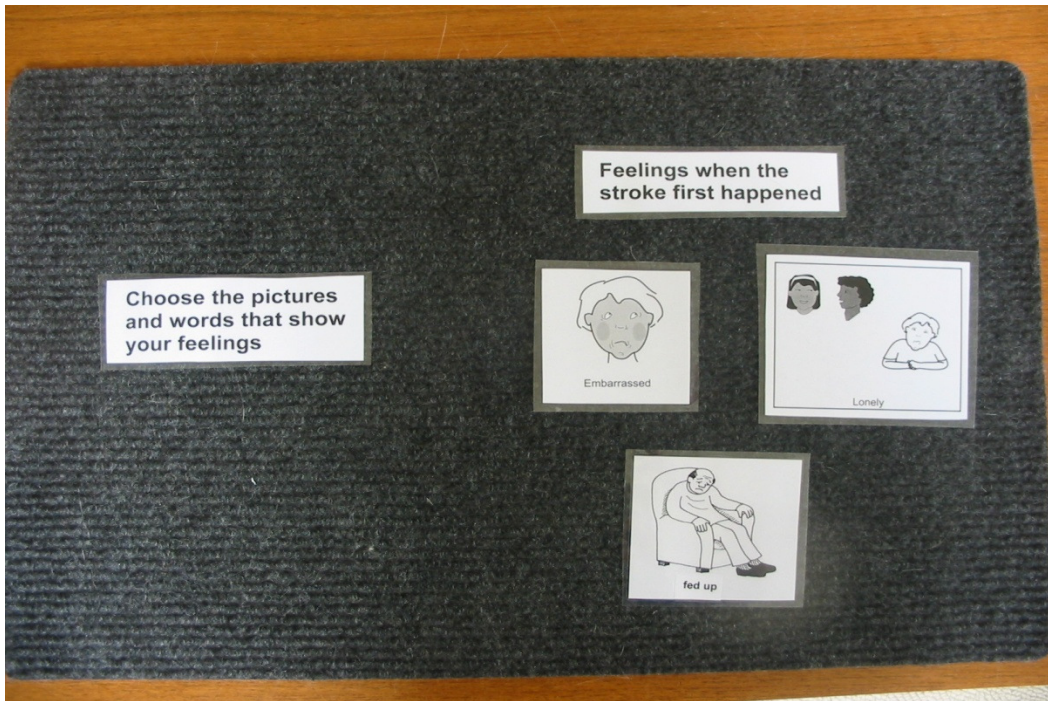 Feelings when the
stroke first happened
Choose the pictures
and words that show
your feelings
Embarrassed
Lonely
fed up